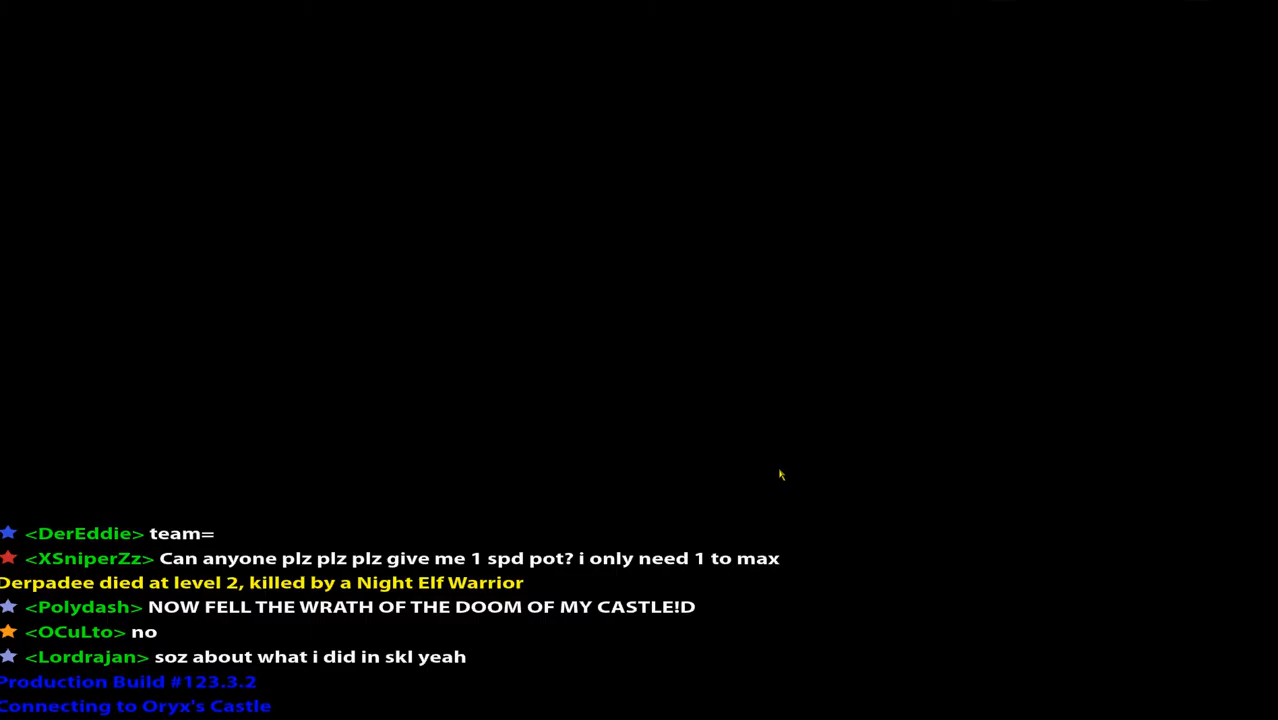 <DerEddie> team=
<XSniperZz> Can anyone plz plz plz give me 1 spd pot? i only need 1 to max
Derpadee died at level 2, killed by a Night Elf Warrior
<Polydash> NOW FELL THE WRATH OF THE DOOM OF MY CASTLE!D
<OCuLto> no
<Lordrajan> soz about what i did in skl yeah
Production Build #123.3.2
Connecting to Oryx's Castle